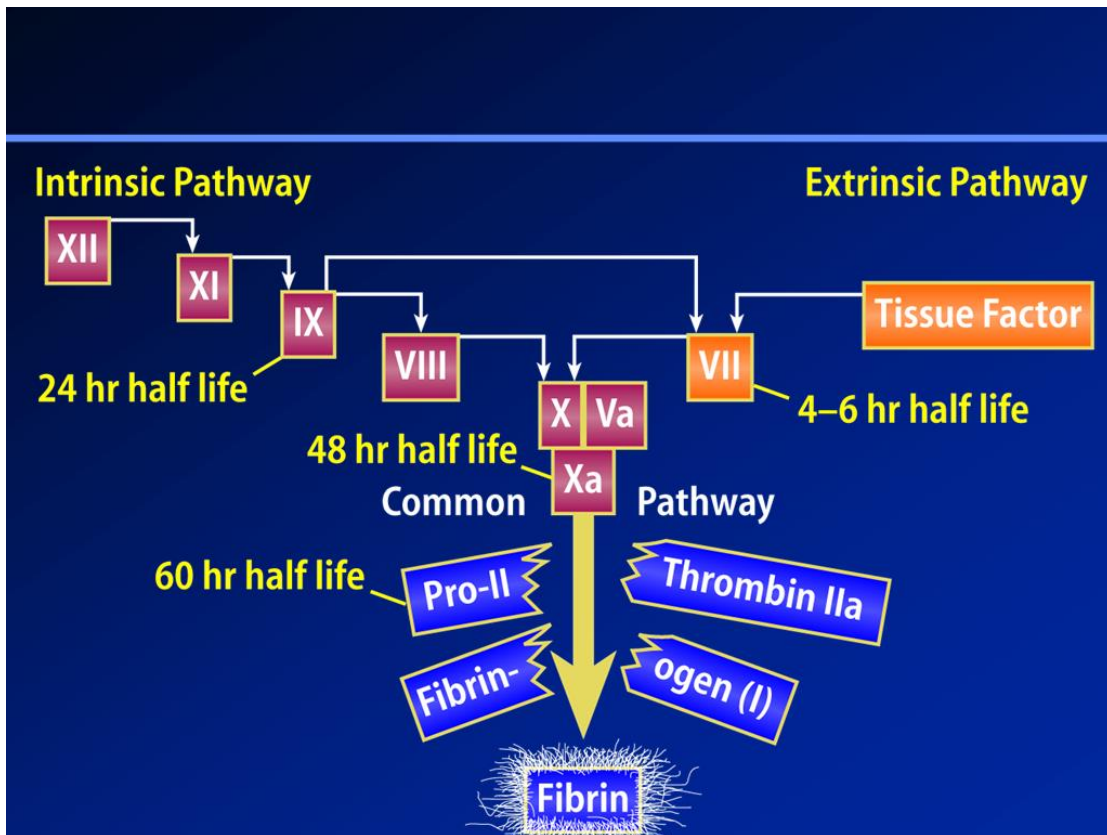 Intrinsic Pathway
Extrinsic Pathway
XII
XI
IX
VIII
Tissue Factor
VII
24 hr half life
4–6 hr half life
X
Va
48 hr half life
Xa
Common
Pathway
60 hr half life
Pro-II
Thrombin IIa
Fibrin-
ogen (I)
Fibrin